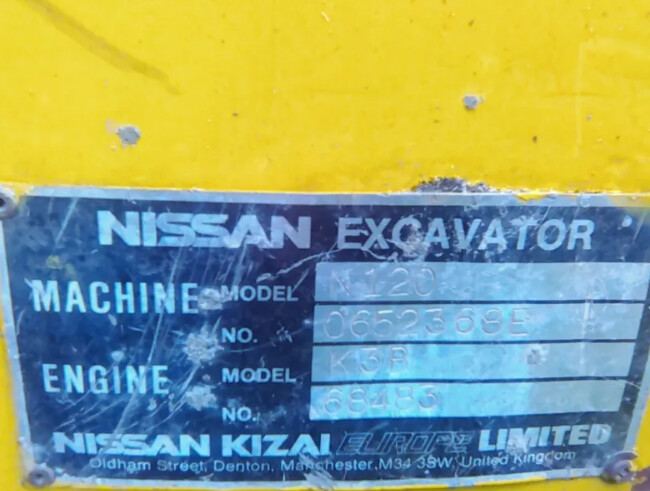 NISSAN EXCAVATOR
MACHINE MODEL N120
NO. 0652368E
ENGINE MODEL K3B
NO. 68483
NISSAN KIZAI EUROPE LIMITED
Oldham Street, Denton, Manchester. M34 3SW, United Kingdom